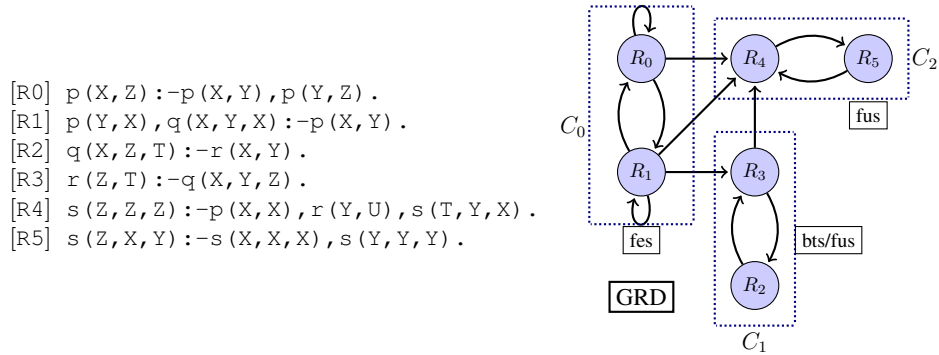 [R0] p(X,Z):-p(X,Y),p(Y,Z).
[R1] p(Y,X),q(X,Y,X):-p(X,Y).
[R2] q(X,Z,T):-r(X,Y).
[R3] r(Z,T):-q(X,Y,Z).
[R4] s(Z,Z,Z):-p(X,X),r(Y,U),s(T,Y,X).
[R5] s(Z,X,Y):-s(X,X,X),s(Y,Y,Y).
R0
R4
R5
C2
fus
C0
R1
R3
fes
bts/fus
R2
GRD
C1